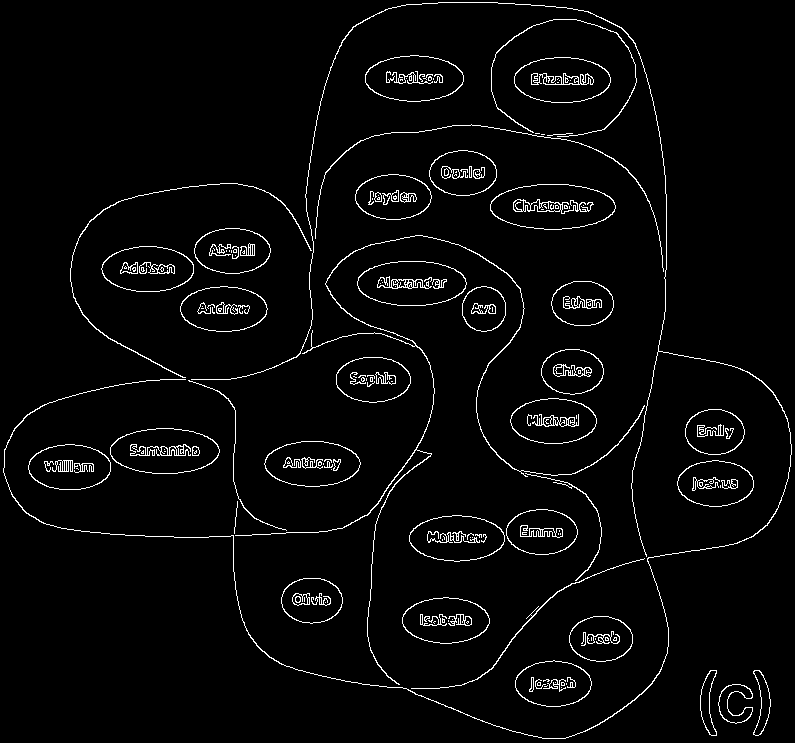 Madison
Elizabeth
Daniel
Jayden
Christopher
Abigail
Addison
Andrew
Alexander
Ava
Ethan
Sophia
Chloe
Michael
Emily
Samantha
William
Anthony
Joshua
Matthew
Emma
Olivia
Isabella
Jacob
Joseph
(c)